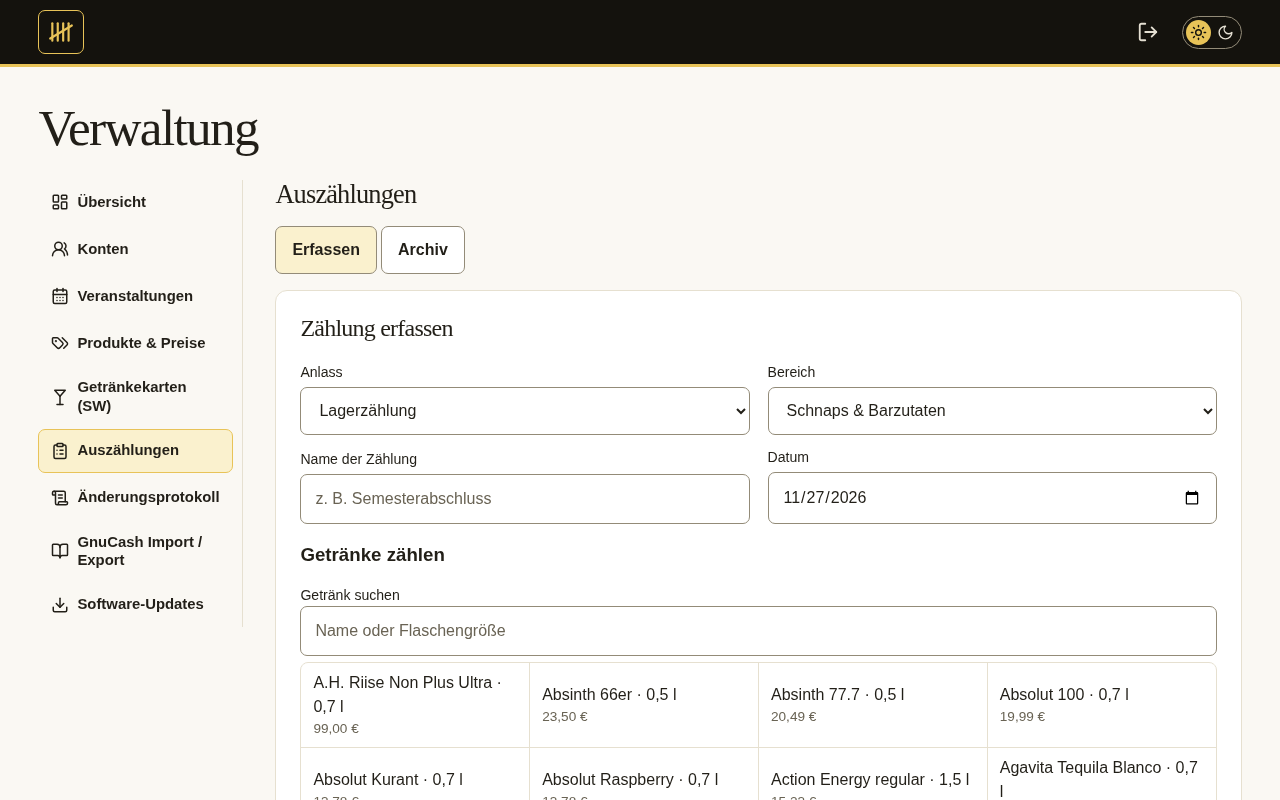 Verwaltung
Übersicht
Konten
Veranstaltungen
Produkte & Preise
Getränkekarten
(SW)
Auszählungen
Änderungsprotokoll
GnuCash Import /
Export
Software-Updates
Auszählungen
Erfassen
Archiv
Zählung erfassen
Anlass
Bereich
Lagerzählung
Schnaps & Barzutaten
Name der Zählung
Datum
z. B. Semesterabschluss
11/27/2026
Getränke zählen
Getränk suchen
Name oder Flaschengröße
A.H. Riise Non Plus Ultra ·
0,7 l
99,00 €
Absinth 66er · 0,5 l
23,50 €
Absinth 77.7 · 0,5 l
20,49 €
Absolut 100 · 0,7 l
19,99 €
Absolut Kurant · 0,7 l
Absolut Raspberry · 0,7 l
Action Energy regular · 1,5 l
Agavita Tequila Blanco · 0,7
l